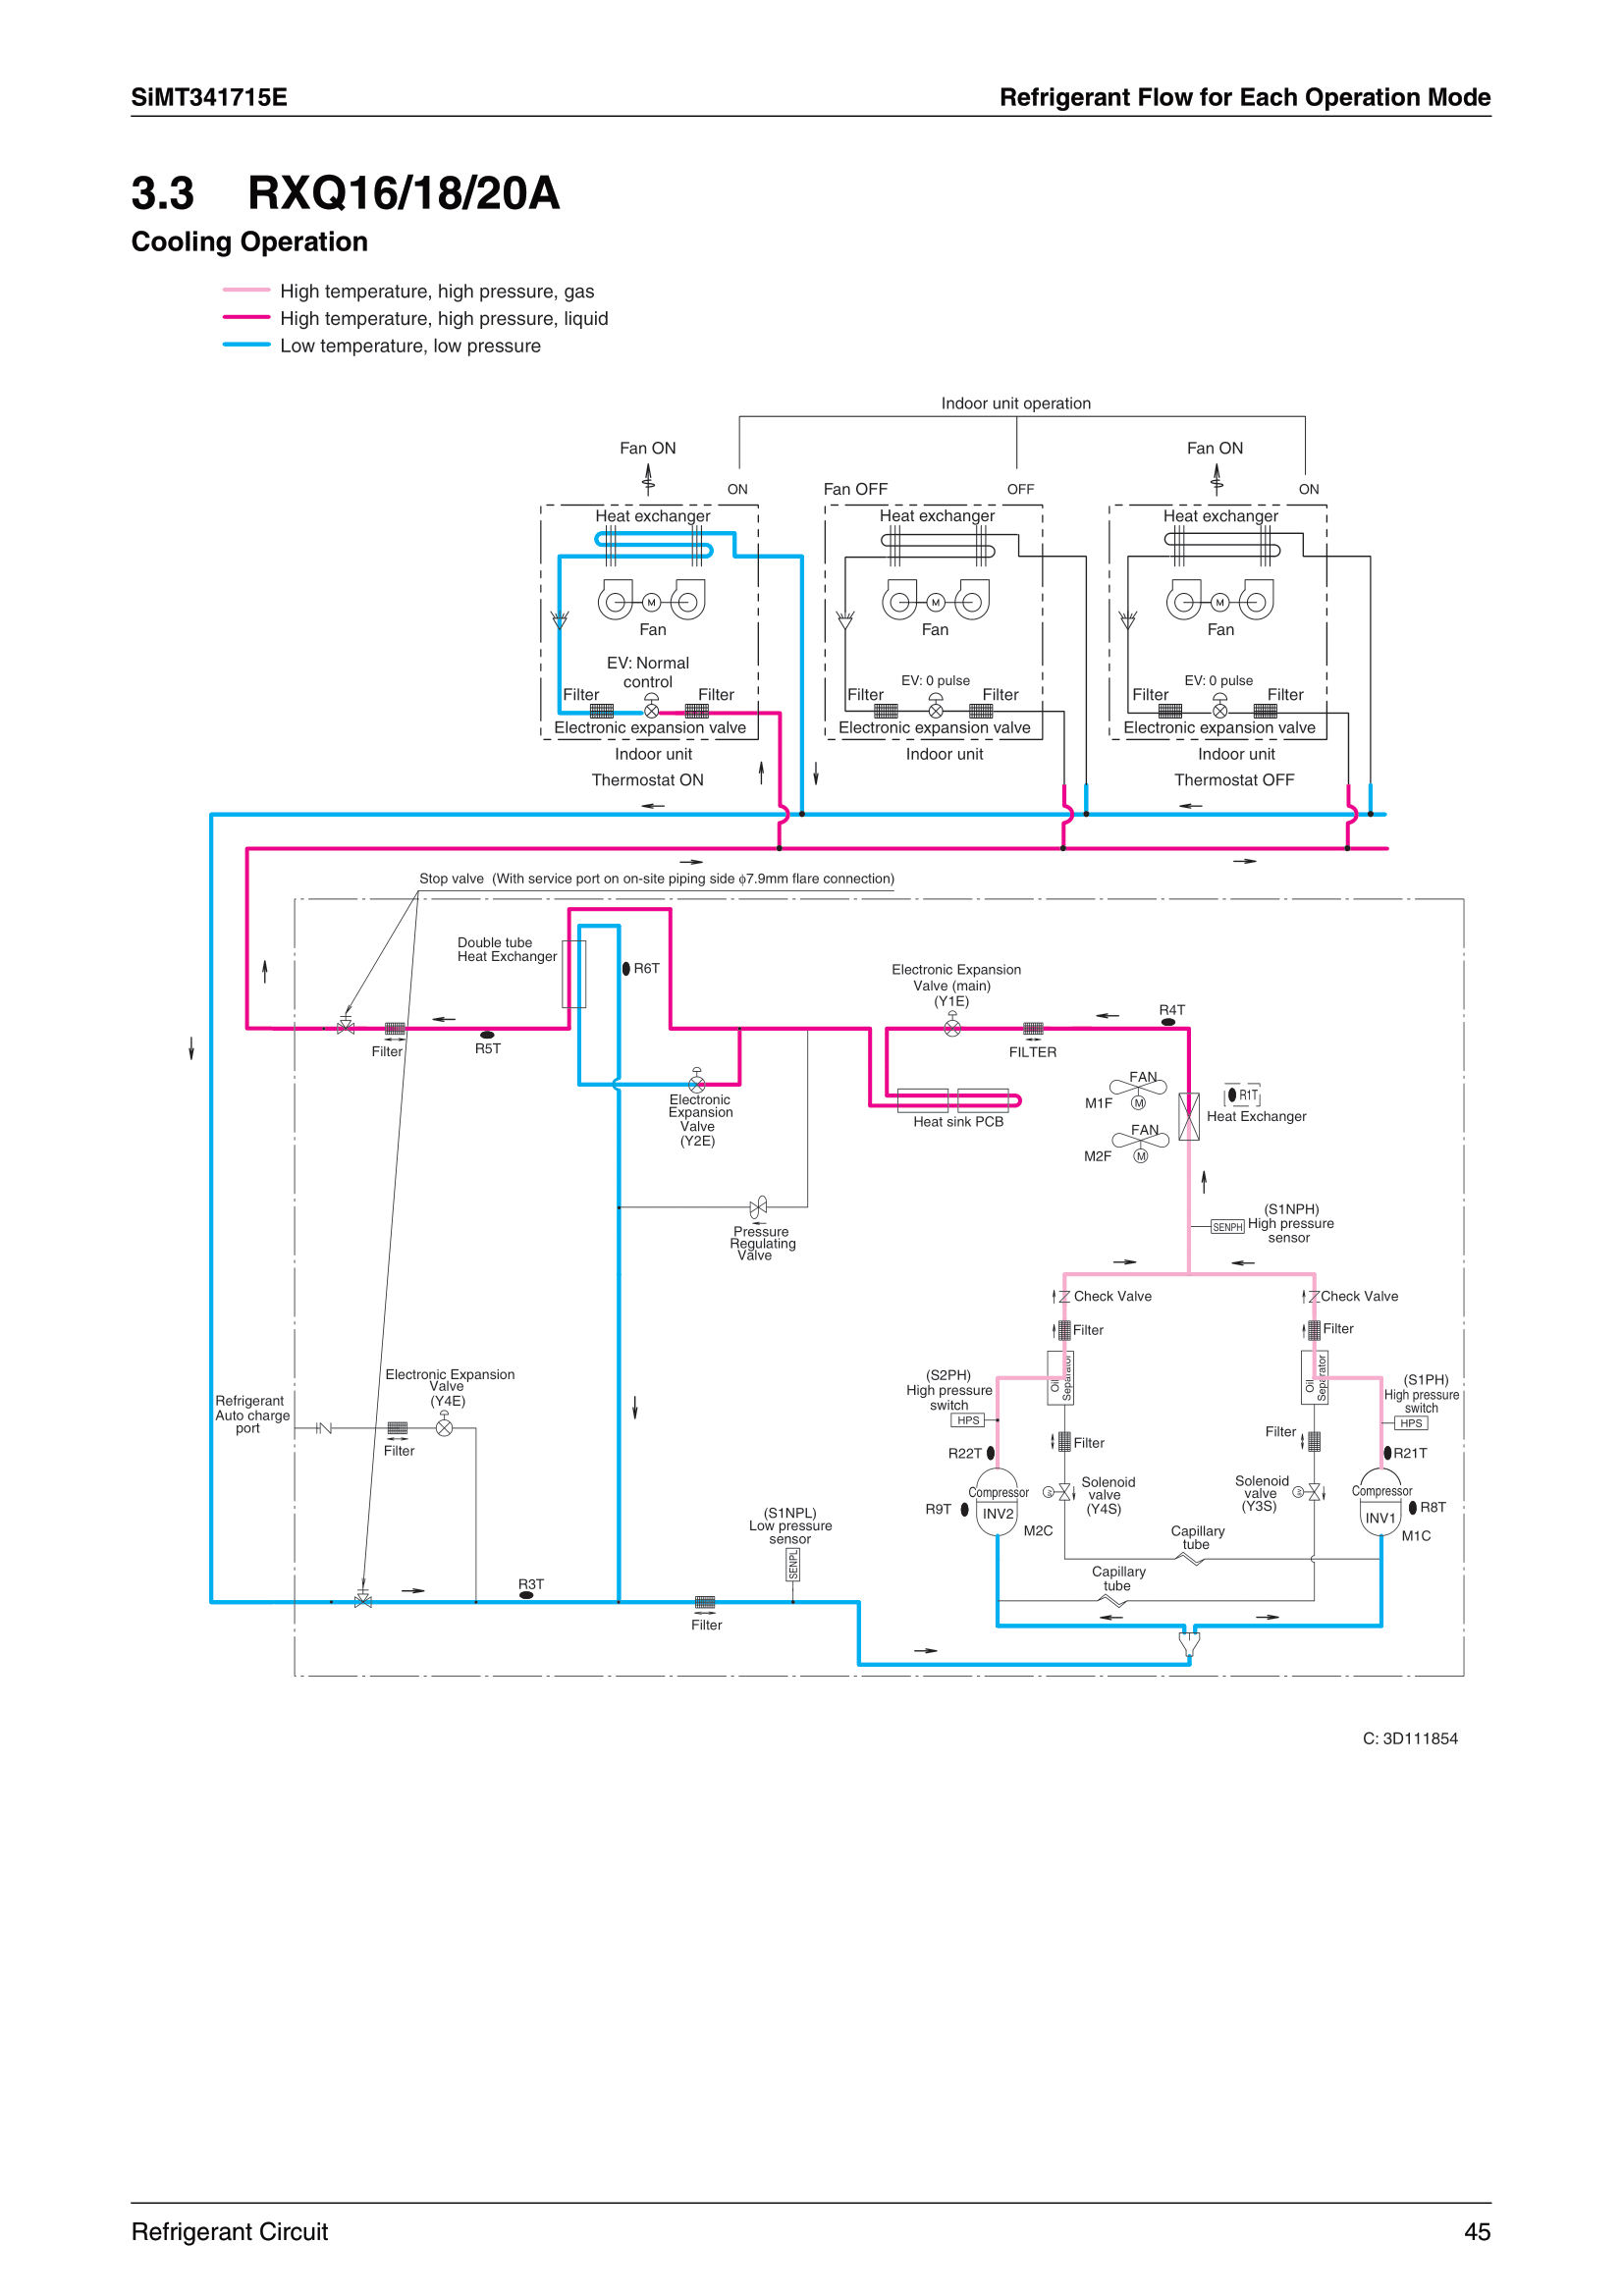 SiMT341715E
Refrigerant Flow for Each Operation Mode
3.3 RXQ16/18/20A
Cooling Operation
High temperature, high pressure, gas
High temperature, high pressure, liquid
Low temperature, low pressure
Indoor unit operation
Fan ON
ON
Fan OFF
OFF
Fan ON
ON
Heat exchanger
Heat exchanger
Heat exchanger
M
M
M
Fan
Fan
Fan
EV: Normal
control
EV: 0 pulse
EV: 0 pulse
Filter
Filter
Filter
Filter
Filter
Filter
Electronic expansion valve
Electronic expansion valve
Electronic expansion valve
Indoor unit
Indoor unit
Indoor unit
Thermostat ON
Thermostat OFF
Stop valve (With service port on on-site piping side φ7.9mm flare connection)
Double tube
Heat Exchanger
R6T
Electronic Expansion
Valve (main)
(Y1E)
R4T
Filter
R5T
FILTER
Electronic
Expansion
Valve
(Y2E)
Heat sink PCB
FAN
M1F
M
R1T
Heat Exchanger
FAN
M2F
M
(S1NPH)
High pressure
sensor
SENPH
Pressure
Regulating
Valve
Check Valve
Check Valve
Filter
Filter
Oil
Separator
Oil
Separator
(S2PH)
High pressure
switch
HPS
(S1PH)
High pressure
switch
HPS
Electronic Expansion
Valve
(Y4E)
Refrigerant
Auto charge
port
Filter
Filter
Filter
R22T
R21T
Compressor
INV2
R9T
M2C
Solenoid
valve
(Y4S)
Solenoid
valve
(Y3S)
Compressor
INV1
R8T
M1C
(S1NPL)
Low pressure
sensor
SENPL
Capillary
tube
Capillary
tube
R3T
Filter
C: 3D111854
Refrigerant Circuit
45